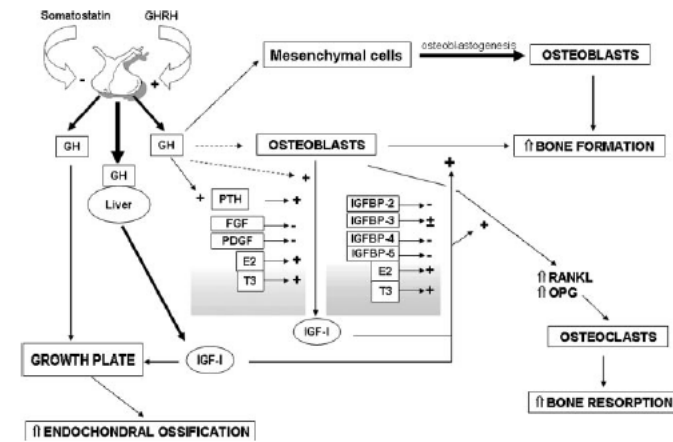 Somatostatin
GHRH
-
+
Mesenchymal cells
osteoblastogenesis
OSTEOBLASTS
GH
GH
GH
Liver
OSTEOBLASTS
⇧BONE FORMATION
+
+
+
PTH
+
FGF
-
PDGF
-
E2
+
T3
+
IGFBP-2
-
IGFBP-3
±
IGFBP-4
-
IGFBP-5
-
E2
+
T3
+
+
⇧RANKL
⇧OPG
IGF-I
OSTEOCLASTS
GROWTH PLATE
IGF-I
⇧BONE RESORPTION
⇧ENDOCHONDRAL OSSIFICATION